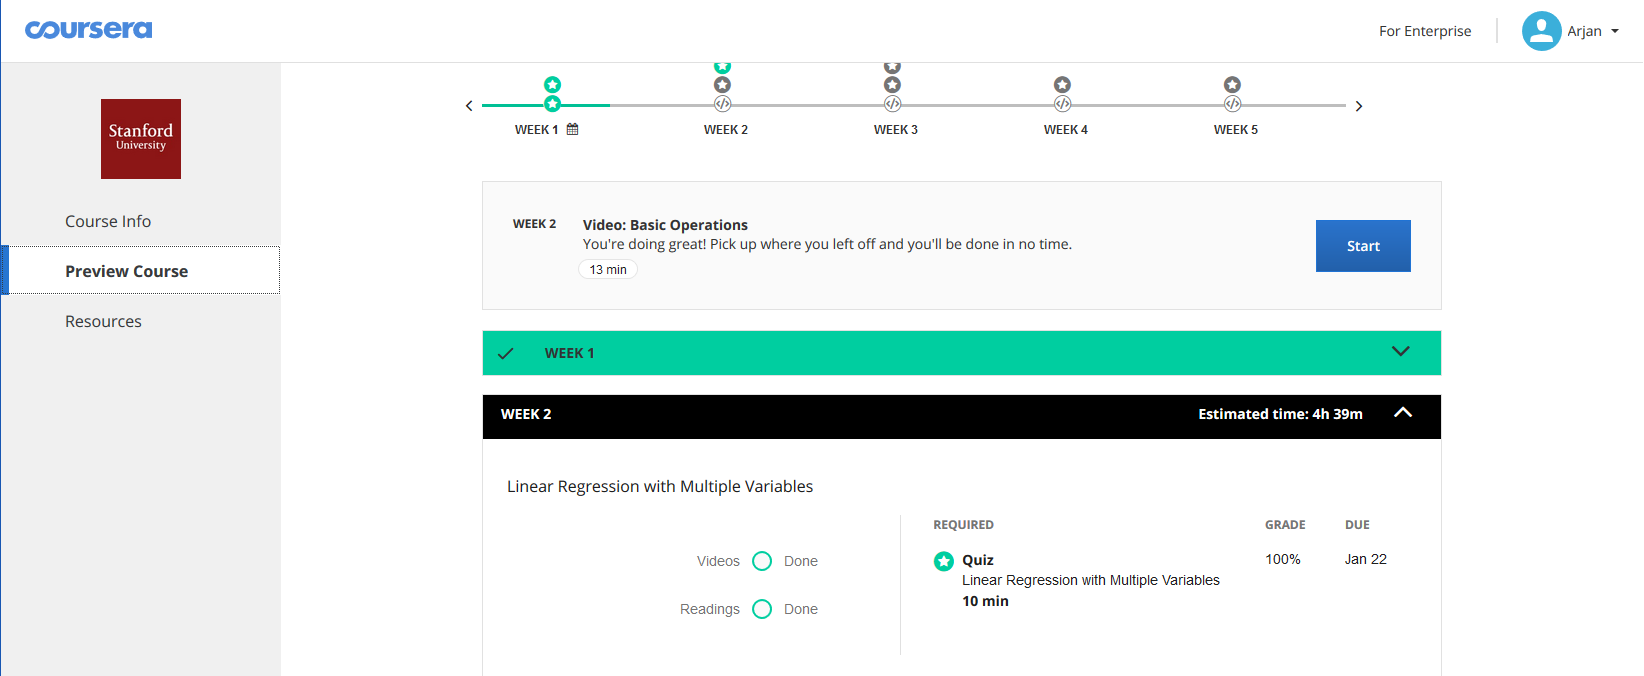 coursera
For Enterprise
Arjan
Stanford
University
Course Info
Preview Course
Resources
WEEK 1
WEEK 2
WEEK 3
WEEK 4
WEEK 5
WEEK 2
Video: Basic Operations
You're doing great! Pick up where you left off and you'll be done in no time.
13 min
Start
WEEK 1
WEEK 2
Estimated time: 4h 39m
Linear Regression with Multiple Variables
Videos Done
Readings Done
REQUIRED GRADE DUE
Quiz 100% Jan 22
Linear Regression with Multiple Variables
10 min